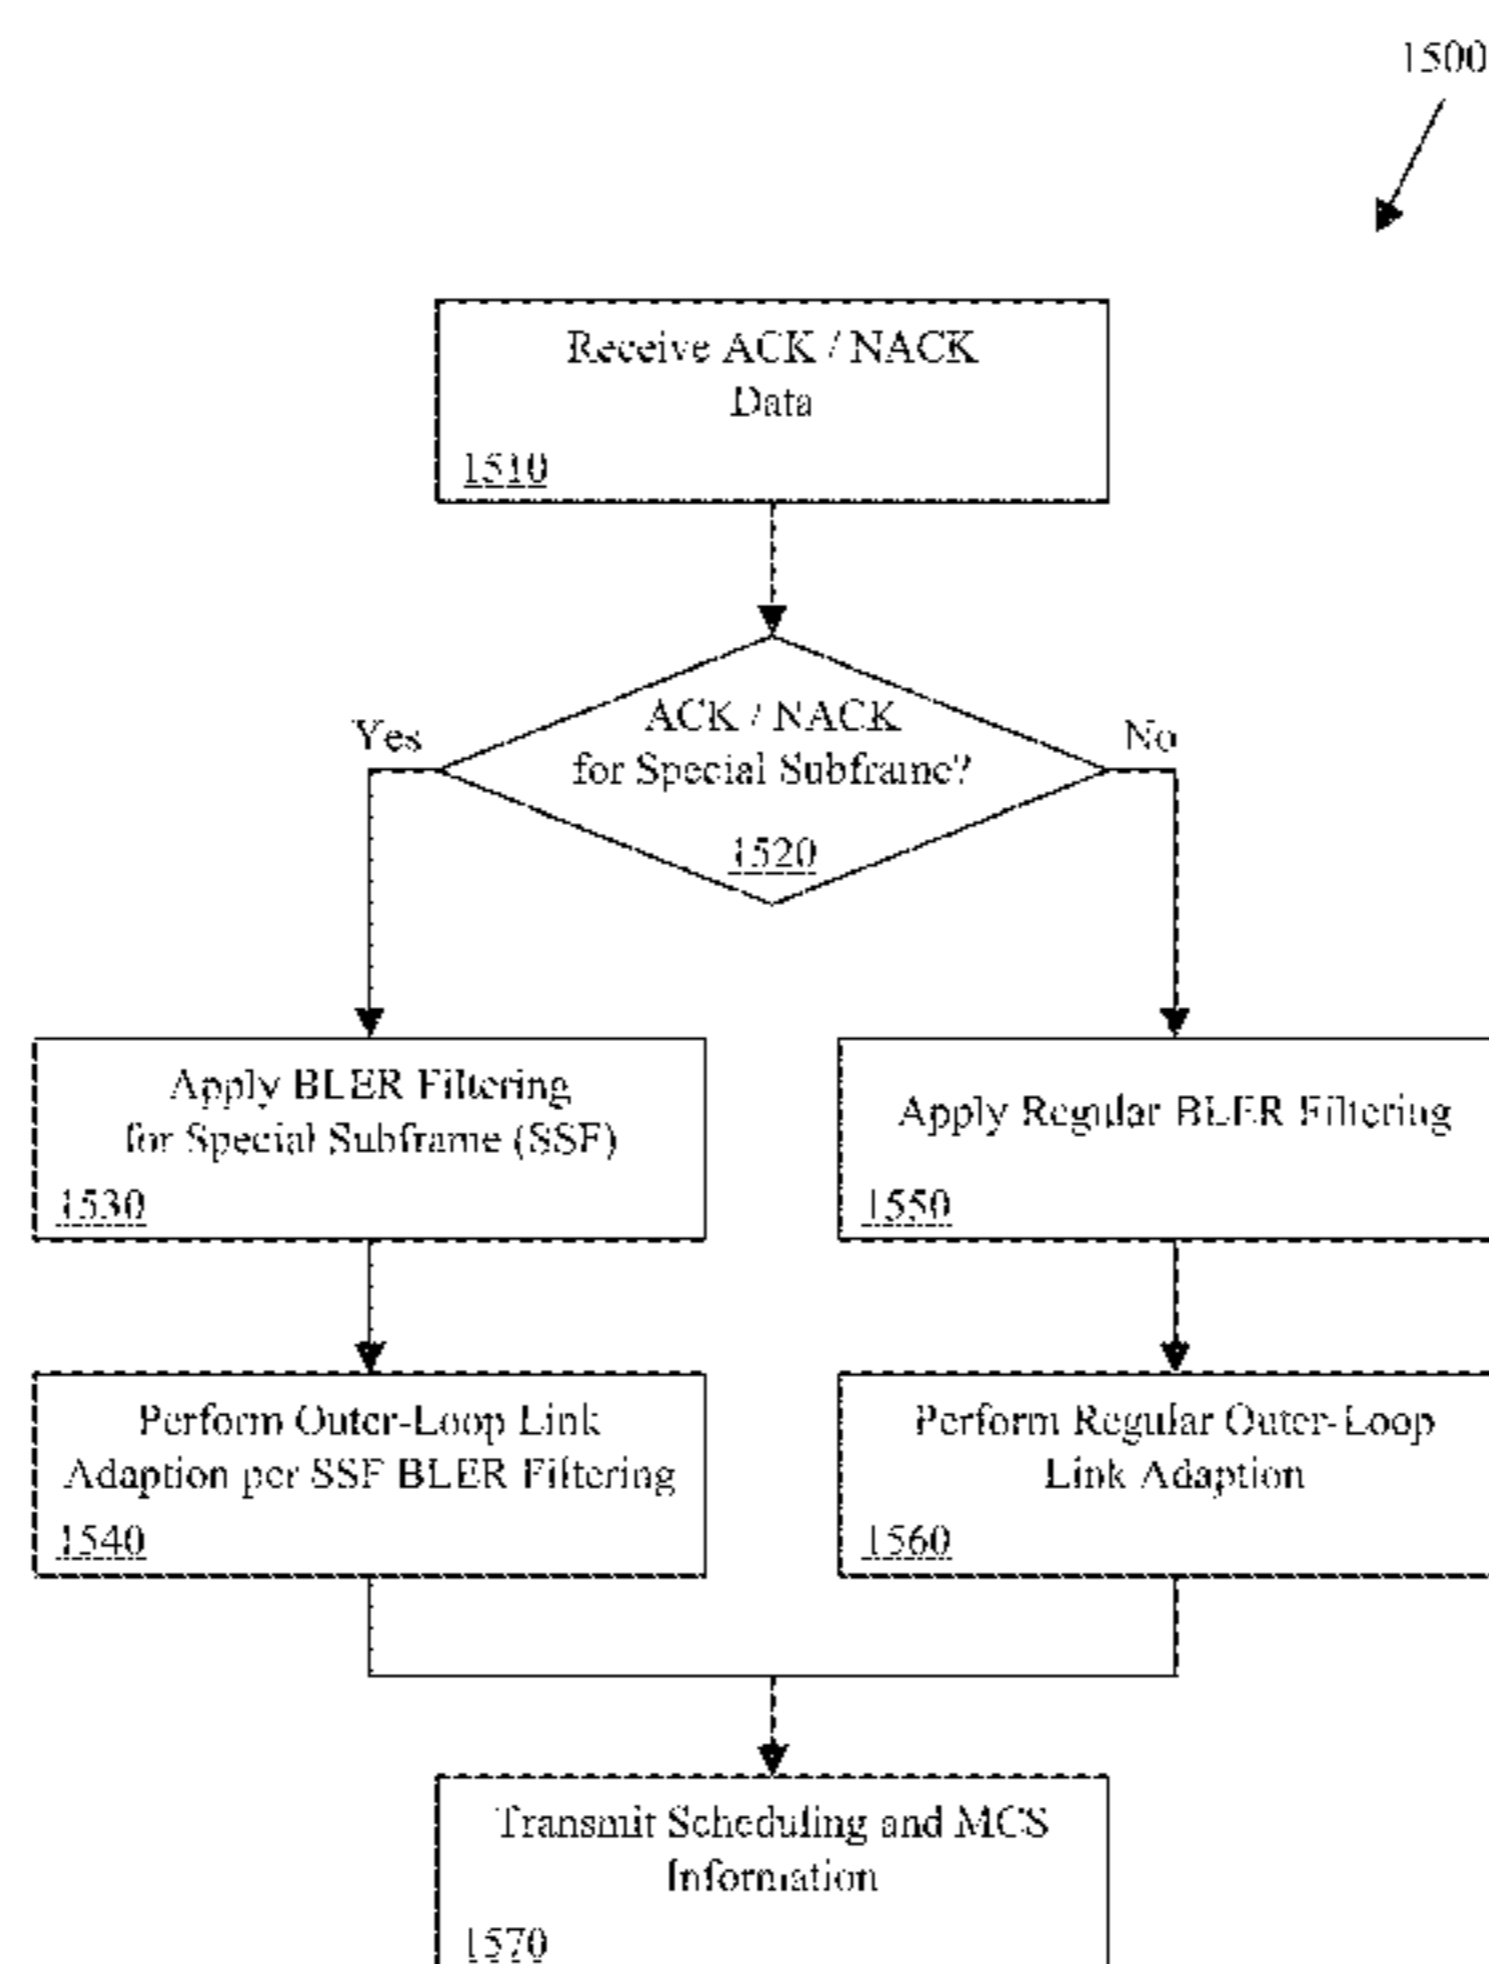 1500
Receive ACK / NACK
Data
1510
ACK / NACK
for Special Subframe?
1520
Yes
No
Apply BLER Filtering
for Special Subframe (SSF)
1530
Apply Regular BLER Filtering
1550
Perform Outer-Loop Link
Adaption per SSF BLER Filtering
1540
Perform Regular Outer-Loop
Link Adaption
1560
Transmit Scheduling and MCS
Information
1570